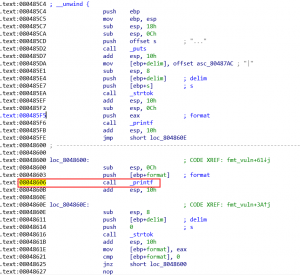 .text:080485C4 ; __unwind {
.text:080485C4 push ebp
.text:080485C5 mov ebp, esp
.text:080485C7 sub esp, 18h
.text:080485CA sub esp, 0Ch
.text:080485CD push offset s ; "..."
.text:080485D2 call _puts
.text:080485D7 add esp, 10h
.text:080485DA mov [ebp+delim], offset asc_80487AC ; "|"
.text:080485E1 sub esp, 8
.text:080485E4 push [ebp+delim] ; delim
.text:080485E7 push [ebp+s] ; s
.text:080485EA call _strtok
.text:080485EF add esp, 10h
.text:080485F2 sub esp, 0Ch
.text:080485F5 push eax ; format
.text:080485F6 call _printf
.text:080485FB add esp, 10h
.text:080485FE jmp short loc_804860E
.text:08048600 ;
.text:08048600
.text:08048600 loc_8048600: ; CODE XREF: fmt_vuln+61↓j
.text:08048600 sub esp, 0Ch
.text:08048603 push [ebp+format] ; format
.text:08048606 call _printf
.text:0804860B add esp, 10h
.text:0804860E
.text:0804860E loc_804860E: ; CODE XREF: fmt_vuln+3A↑j
.text:0804860E sub esp, 8
.text:08048611 push [ebp+delim] ; delim
.text:08048614 push 0 ; s
.text:08048616 call _strtok
.text:0804861B add esp, 10h
.text:0804861E mov [ebp+format], eax
.text:08048621 cmp [ebp+format], 0
.text:08048625 jnz short loc_8048600
.text:08048627 nop